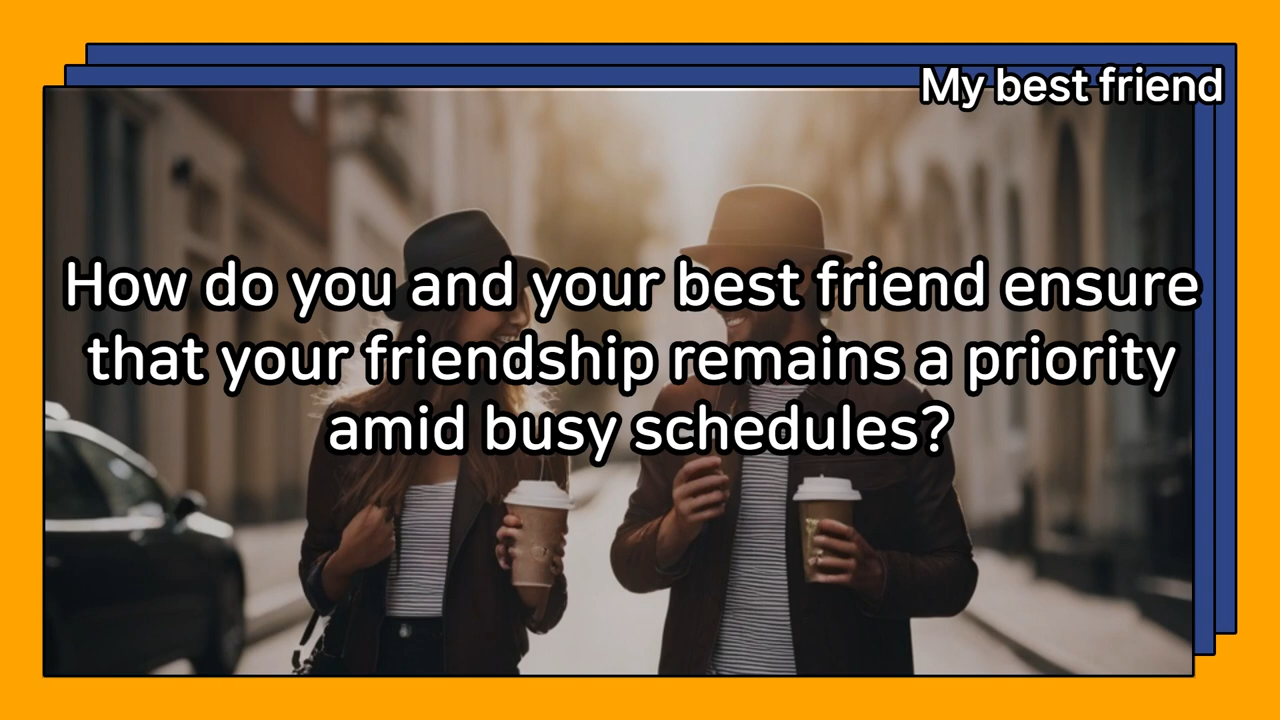 My best friend
How do you and your best friend ensure
that your friendship remains a priority
amid busy schedules?